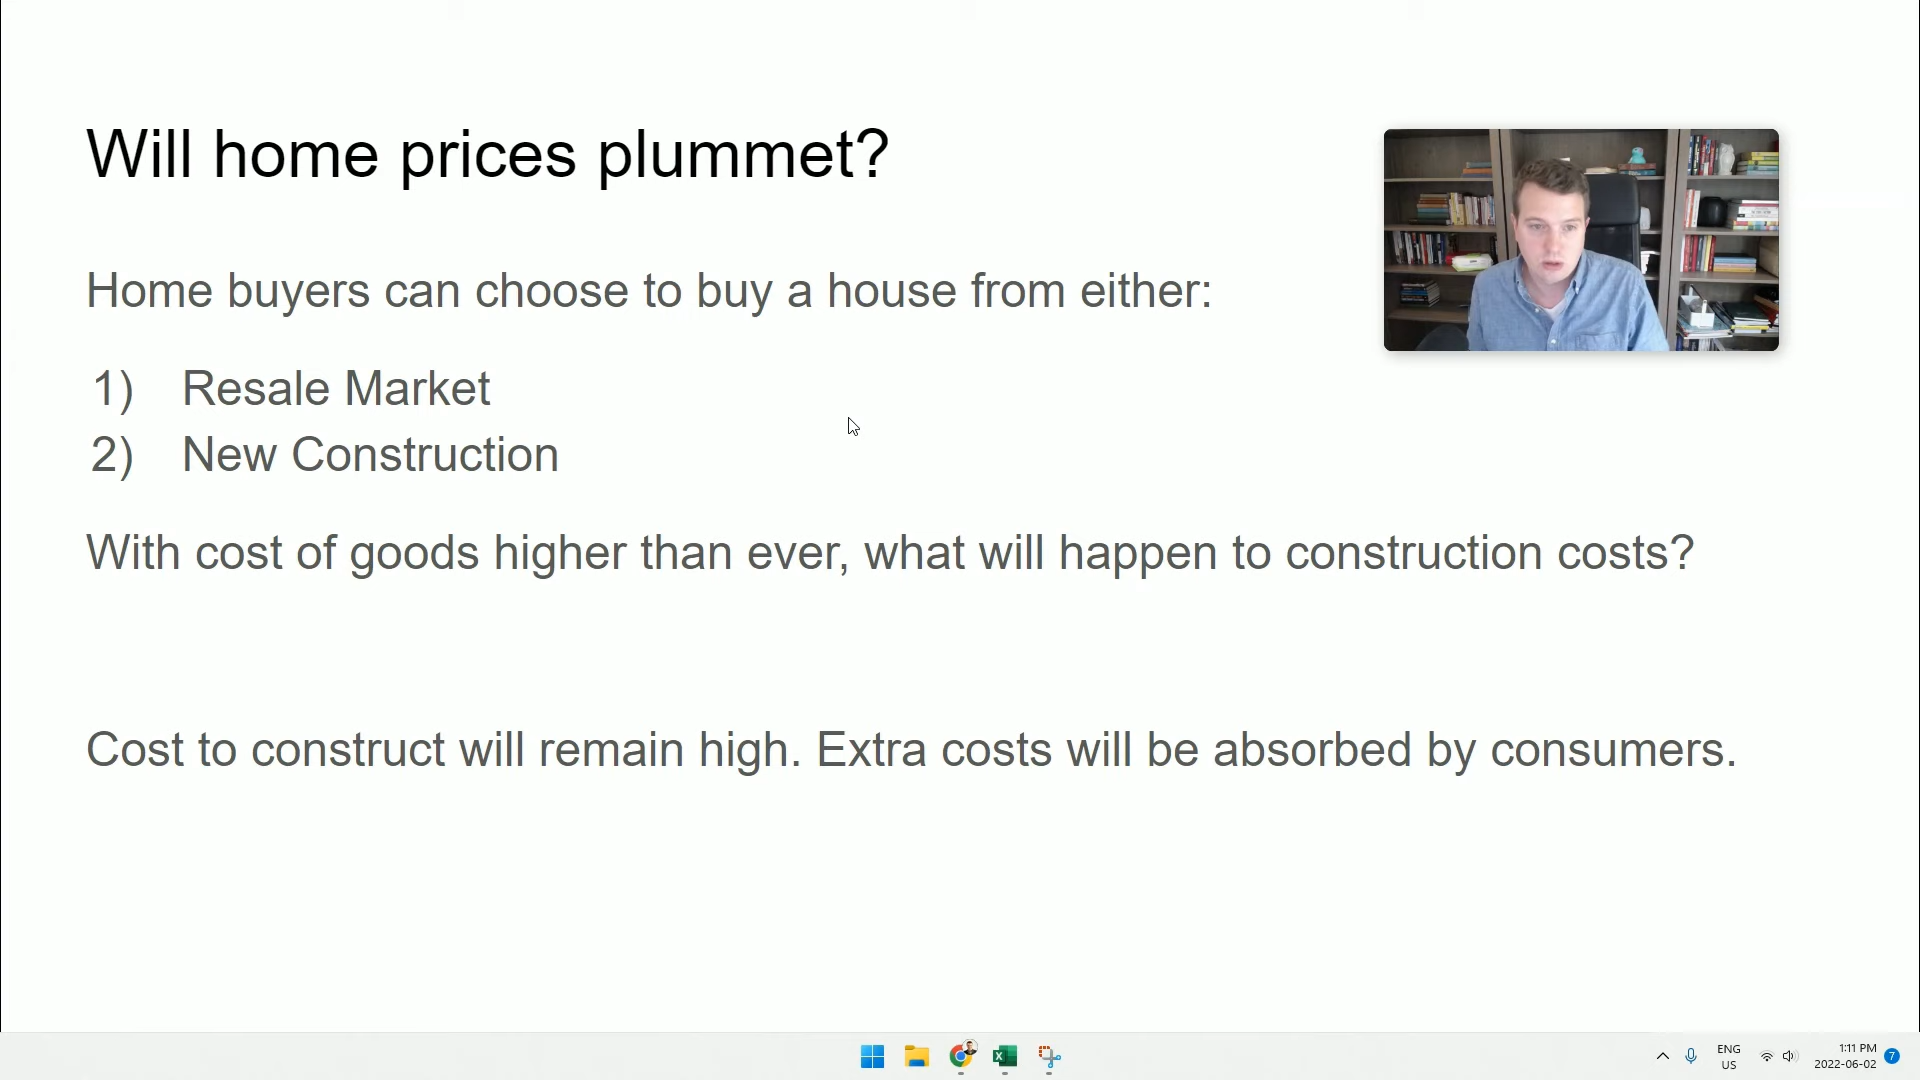 Will home prices plummet?
Home buyers can choose to buy a house from either:
1) Resale Market
2) New Construction
With cost of goods higher than ever, what will happen to construction costs?
Cost to construct will remain high. Extra costs will be absorbed by consumers.
ENG
US
1:11 PM
2022-06-02
7